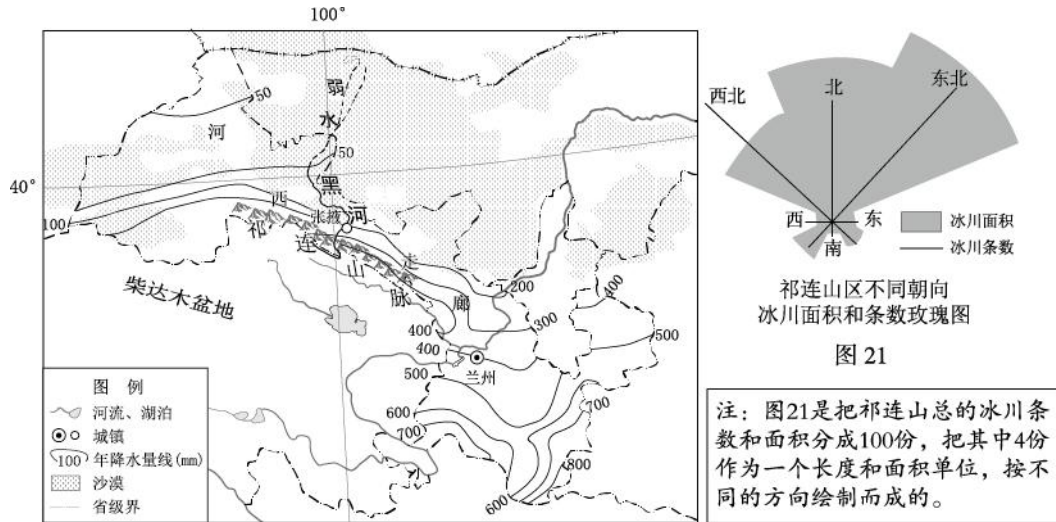 100°
50
弱
水
河
50
40°
黑
西
100
张掖
河
祁
连
走
山
脉
廊
柴达木盆地
200
400
300
500
400
400
兰州
500
600
700
700
800
600
图 例
河流、湖泊
城镇
100 年降水量线(mm)
沙漠
省级界
北
东北
西北
西
东
南
冰川面积
冰川条数
祁连山区不同朝向
冰川面积和条数玫瑰图
图 21
注：图21是把祁连山总的冰川条
数和面积分成100份，把其中4份
作为一个长度和面积单位，按不
同的方向绘制而成的。